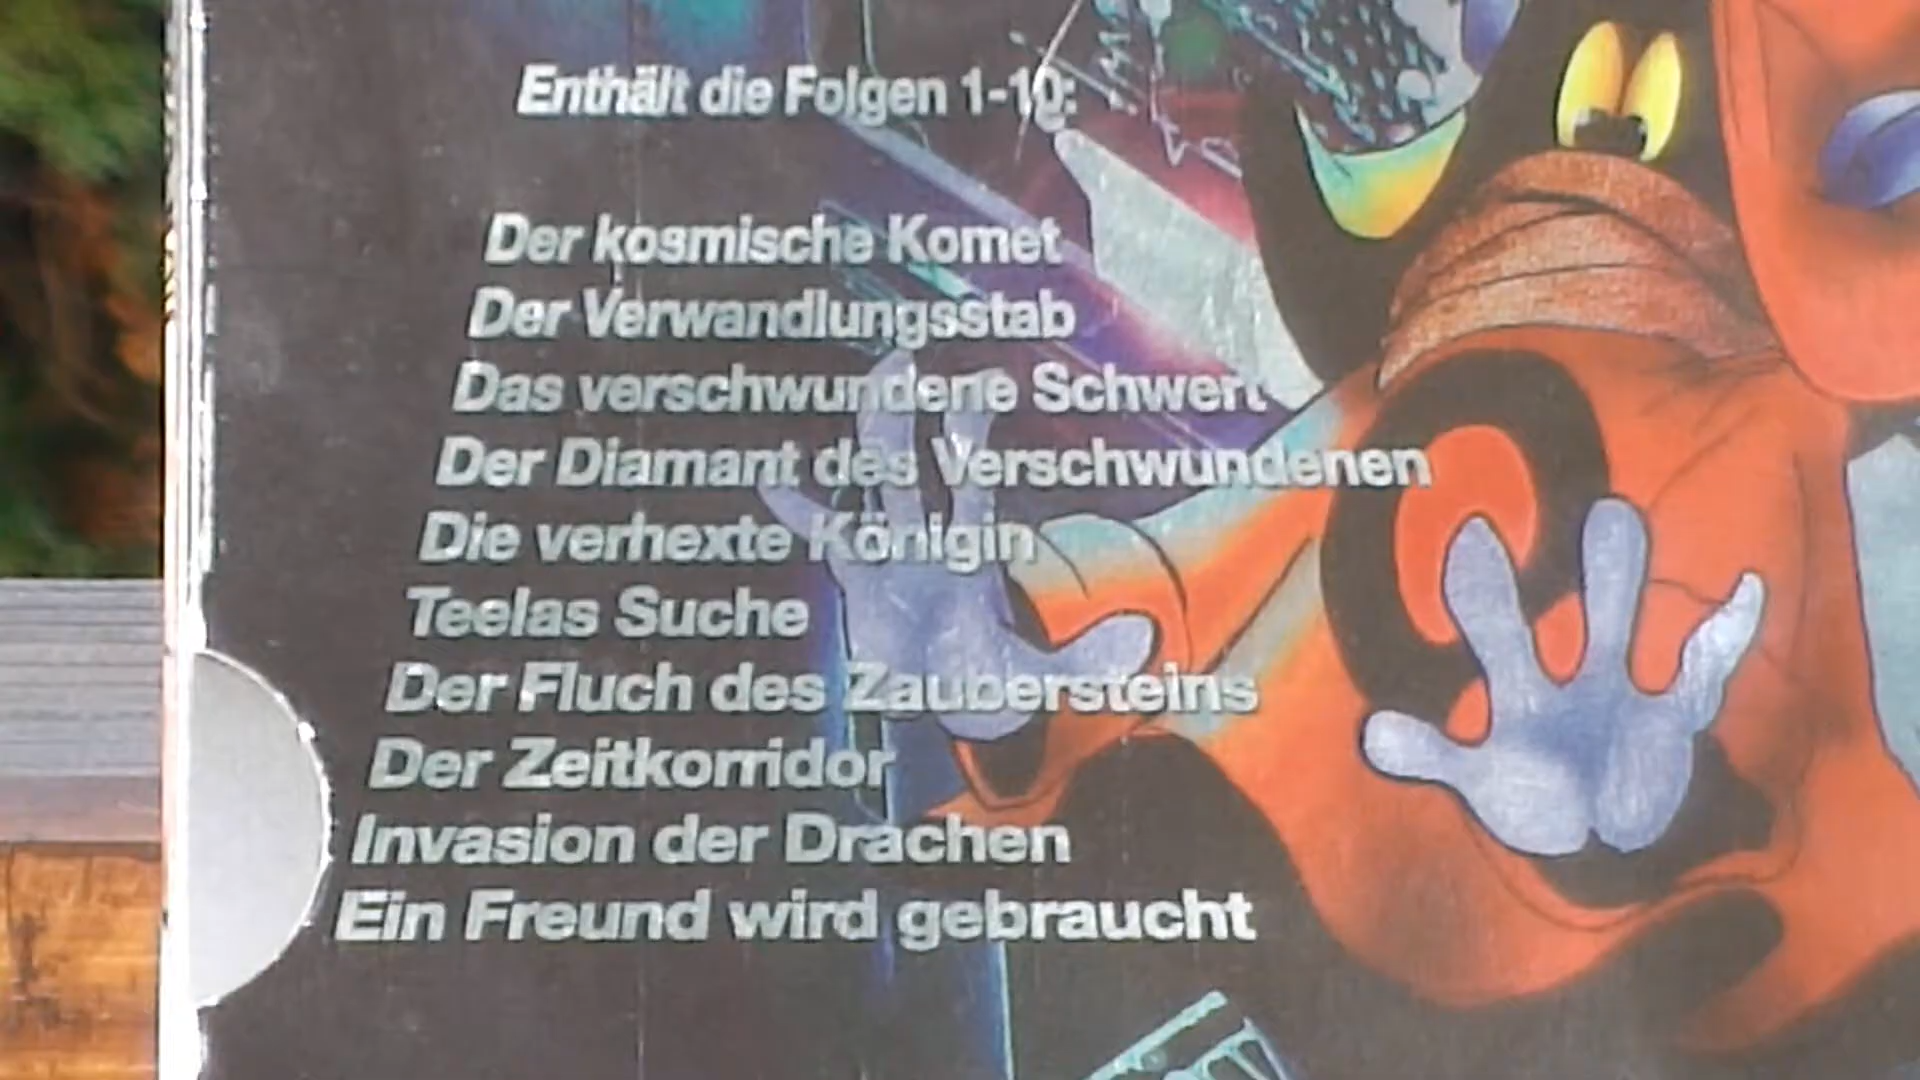 Enthält die Folgen 1-10:
Der kosmische Komet
Der Verwandlungsstab
Das verschwundene Schwert
Der Diamant des Verschwundenen
Die verhexte Königin
Teelas Suche
Der Fluch des Zaubersteins
Der Zeitkorridor
Invasion der Drachen
Ein Freund wird gebraucht